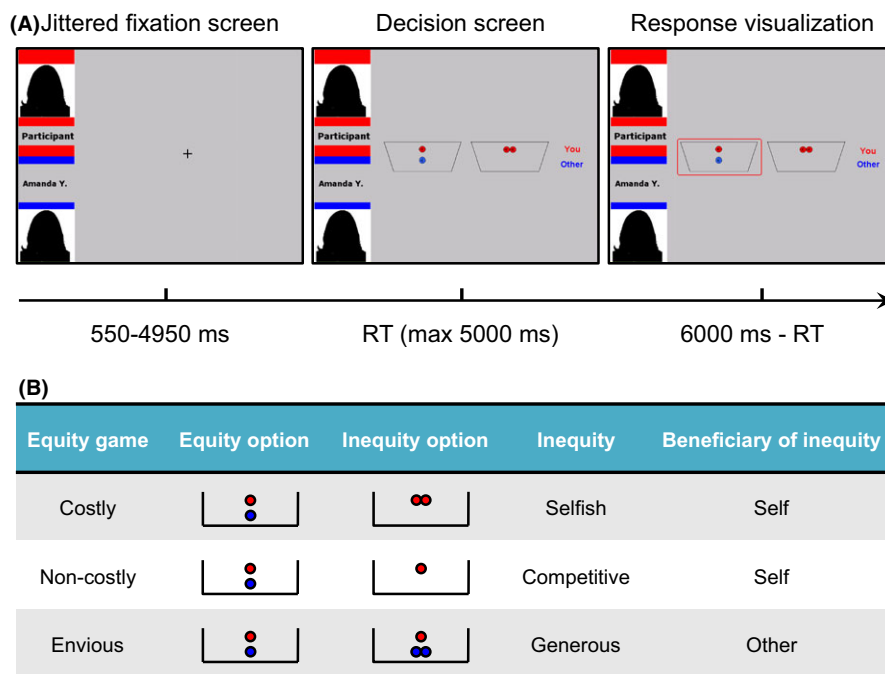 (A) Jittered fixation screen Decision screen Response visualization
Participant Participant Participant
You You
Other Other
Amanda Y. Amanda Y. Amanda Y.
550-4950 ms RT (max 5000 ms) 6000 ms - RT
(B)
Equity game Equity option Inequity option Inequity Beneficiary of inequity
Costly Selfish Self
Non-costly Competitive Self
Envious Generous Other